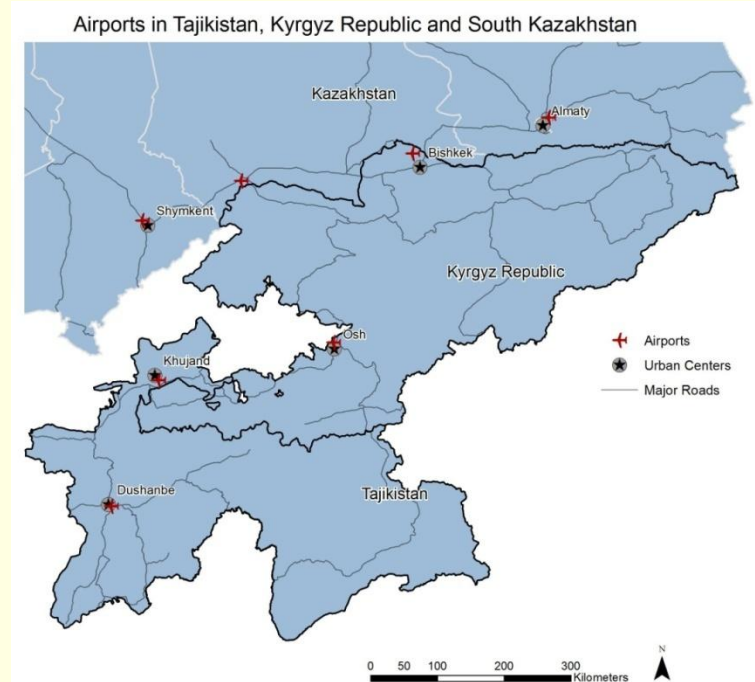 Airports in Tajikistan, Kyrgyz Republic and South Kazakhstan
Kazakhstan
Almaty
Bishkek
Shymkent
Kyrgyz Republic
Osh
Airports
Khujand
Urban Centers
Major Roads
Dushanbe
Tajikistan
N
0 50 100 200 300
Kilometers